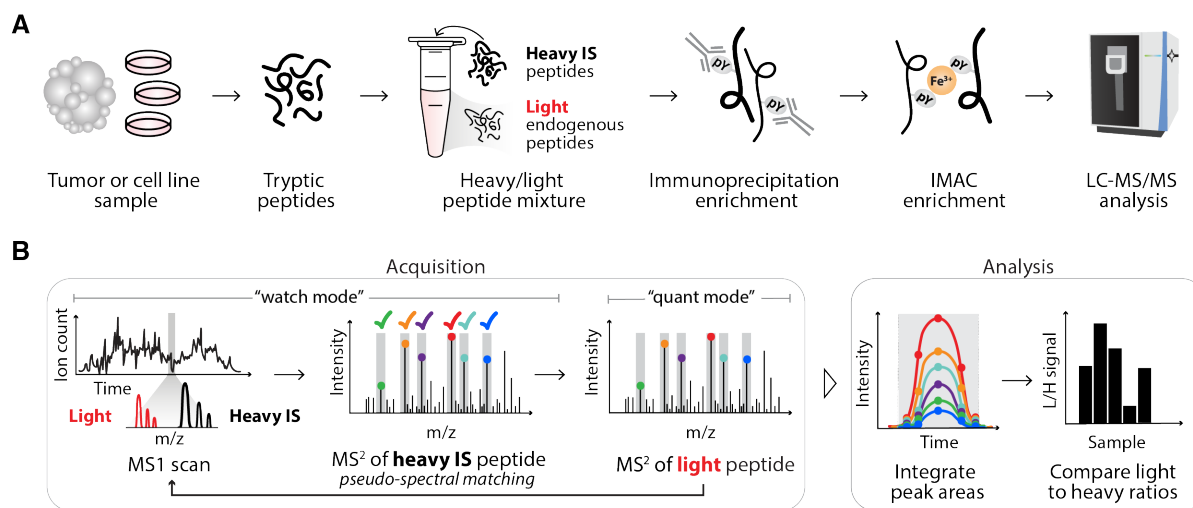 A
Heavy IS
peptides
Light
endogenous
peptides
pY
pY
pY
Fe³⁺
pY
Tumor or cell line
sample
Tryptic
peptides
Heavy/light
peptide mixture
Immunoprecipitation
enrichment
IMAC
enrichment
LC-MS/MS
analysis
B
Acquisition
"watch mode"
"quant mode"
Ion count
Time
Light
Heavy IS
m/z
MS1 scan
Intensity
m/z
MS² of heavy IS peptide
pseudo-spectral matching
Intensity
m/z
MS² of light peptide
Analysis
Intensity
Time
Integrate
peak areas
L/H signal
Sample
Compare light
to heavy ratios